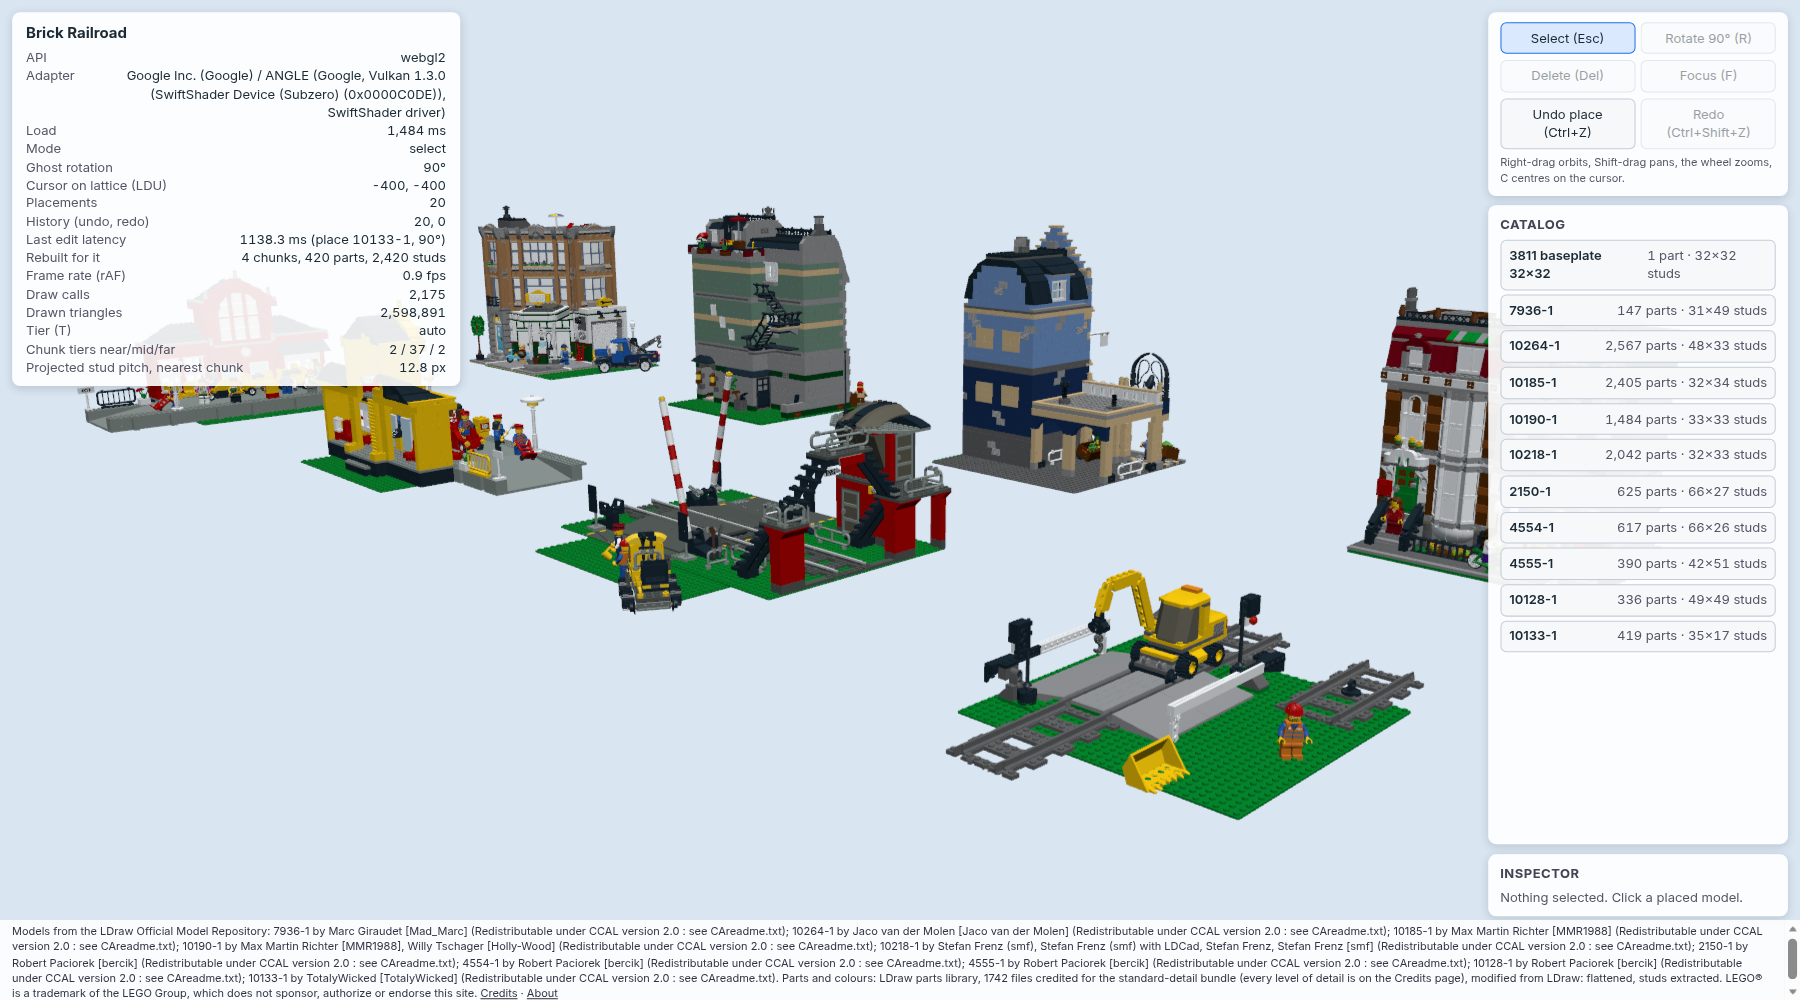 Brick Railroad
API webgl2
Adapter Google Inc. (Google) / ANGLE (Google, Vulkan 1.3.0
(SwiftShader Device (Subzero) (0x0000C0DE)),
SwiftShader driver)
Load 1,484 ms
Mode select
Ghost rotation 90°
Cursor on lattice (LDU) -400, -400
Placements 20
History (undo, redo) 20, 0
Last edit latency 1138.3 ms (place 10133-1, 90°)
Rebuilt for it 4 chunks, 420 parts, 2,420 studs
Frame rate (rAF) 0.9 fps
Draw calls 2,175
Drawn triangles 2,598,891
Tier (T) auto
Chunk tiers near/mid/far 2 / 37 / 2
Projected stud pitch, nearest chunk 12.8 px
Select (Esc) Rotate 90° (R)
Delete (Del) Focus (F)
Undo place (Ctrl+Z) Redo (Ctrl+Shift+Z)
Right-drag orbits, Shift-drag pans, the wheel zooms,
C centres on the cursor.
CATALOG
3811 baseplate 32×32 1 part · 32×32 studs
7936-1 147 parts · 31×49 studs
10264-1 2,567 parts · 48×33 studs
10185-1 2,405 parts · 32×34 studs
10190-1 1,484 parts · 33×33 studs
10218-1 2,042 parts · 32×33 studs
2150-1 625 parts · 66×27 studs
4554-1 617 parts · 66×26 studs
4555-1 390 parts · 42×51 studs
10128-1 336 parts · 49×49 studs
10133-1 419 parts · 35×17 studs
INSPECTOR
Nothing selected. Click a placed model.
Models from the LDraw Official Model Repository: 7936-1 by Marc Giraudet [Mad_Marc] (Redistributable under CCAL version 2.0 : see CAreadme.txt); 10264-1 by Jaco van der Molen [Jaco van der Molen] (Redistributable under CCAL version 2.0 : see CAreadme.txt); 10185-1 by Max Martin Richter [MMR1988] (Redistributable under CCAL
version 2.0 : see CAreadme.txt); 10190-1 by Max Martin Richter [MMR1988], Willy Tschager [Holly-Wood] (Redistributable under CCAL version 2.0 : see CAreadme.txt); 10218-1 by Stefan Frenz (smf), Stefan Frenz (smf) with LDCad, Stefan Frenz, Stefan Frenz [smf] (Redistributable under CCAL version 2.0 : see CAreadme.txt); 2150-1 by
Robert Paciorek [bercik] (Redistributable under CCAL version 2.0 : see CAreadme.txt); 4554-1 by Robert Paciorek [bercik] (Redistributable under CCAL version 2.0 : see CAreadme.txt); 4555-1 by Robert Paciorek [bercik] (Redistributable under CCAL version 2.0 : see CAreadme.txt); 10128-1 by Robert Paciorek [bercik] (Redistributable
under CCAL version 2.0 : see CAreadme.txt); 10133-1 by TotalyWicked [TotalyWicked] (Redistributable under CCAL version 2.0 : see CAreadme.txt). Parts and colours: LDraw parts library, 1742 files credited for the standard-detail bundle (every level of detail is on the Credits page), modified from LDraw: flattened, studs extracted. LEGO®
is a trademark of the LEGO Group, which does not sponsor, authorize or endorse this site. Credits · About